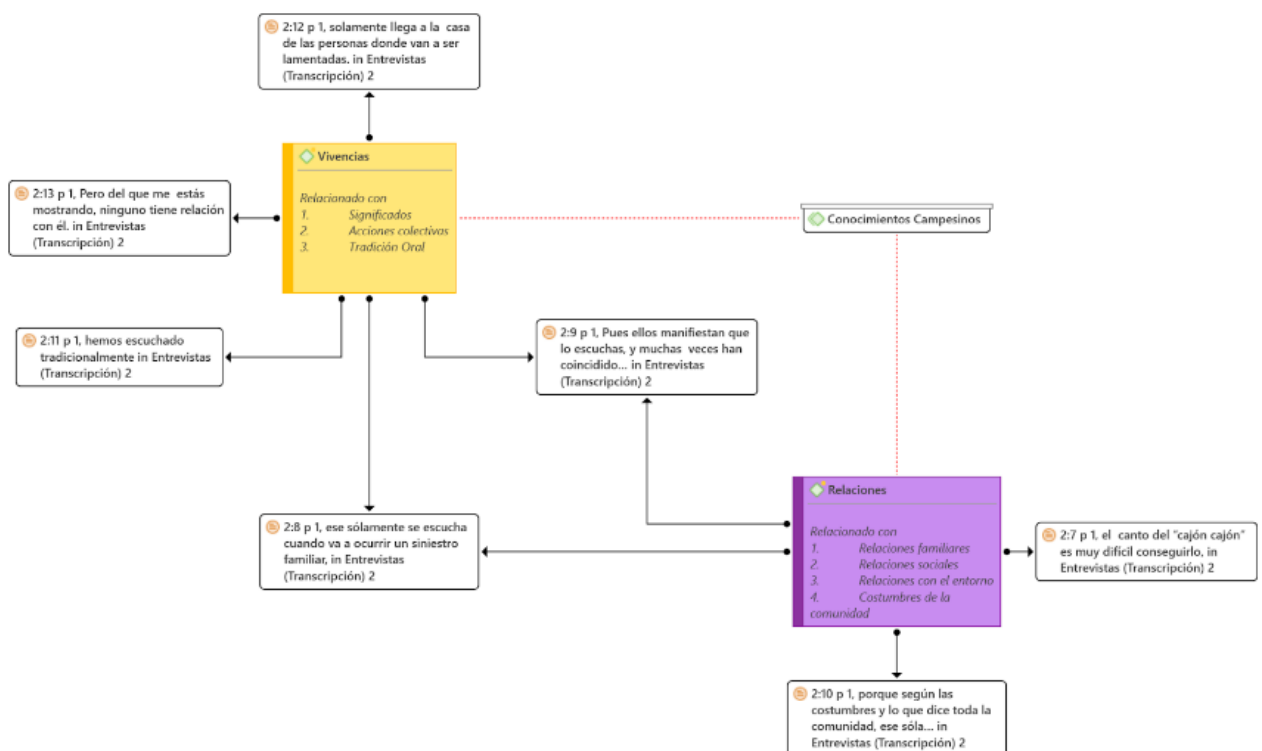 2:12 p 1, solamente llega a la casa
de las personas donde van a ser
lamentadas. in Entrevistas
(Transcripción) 2
Vivencias
Relacionado con
1. Significados
2. Acciones colectivas
3. Tradición Oral
2:13 p 1, Pero del que me estás
mostrando, ninguno tiene relación
con él. in Entrevistas
(Transcripción) 2
Conocimientos Campesinos
2:11 p 1, hemos escuchado
tradicionalmente in Entrevistas
(Transcripción) 2
2:9 p 1, Pues ellos manifiestan que
lo escuchas, y muchas veces han
coincidido... in Entrevistas
(Transcripción) 2
2:8 p 1, ese sólamente se escucha
cuando va a ocurrir un siniestro
familiar, in Entrevistas
(Transcripción) 2
Relaciones
Relacionado con
1. Relaciones familiares
2. Relaciones sociales
3. Relaciones con el entorno
4. Costumbres de la
comunidad
2:7 p 1, el canto del "cajón cajón"
es muy difícil conseguirlo, in
Entrevistas (Transcripción) 2
2:10 p 1, porque según las
costumbres y lo que dice toda la
comunidad, ese sóla... in
Entrevistas (Transcripción) 2